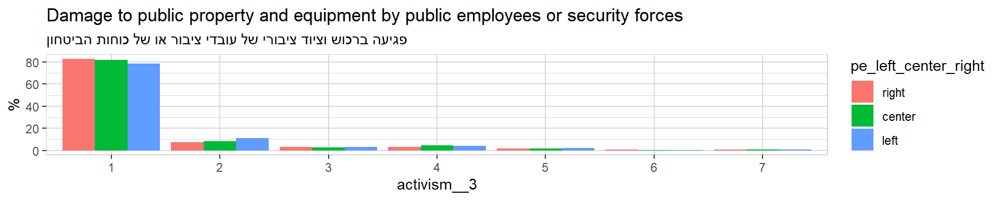 Damage to public property and equipment by public employees or security forces
פגיעה ברכוש וציוד ציבורי של עובדי ציבור או של כוחות הביטחון
%
80
60
40
20
0
1 2 3 4 5 6 7
activism__3
pe_left_center_right
right
center
left